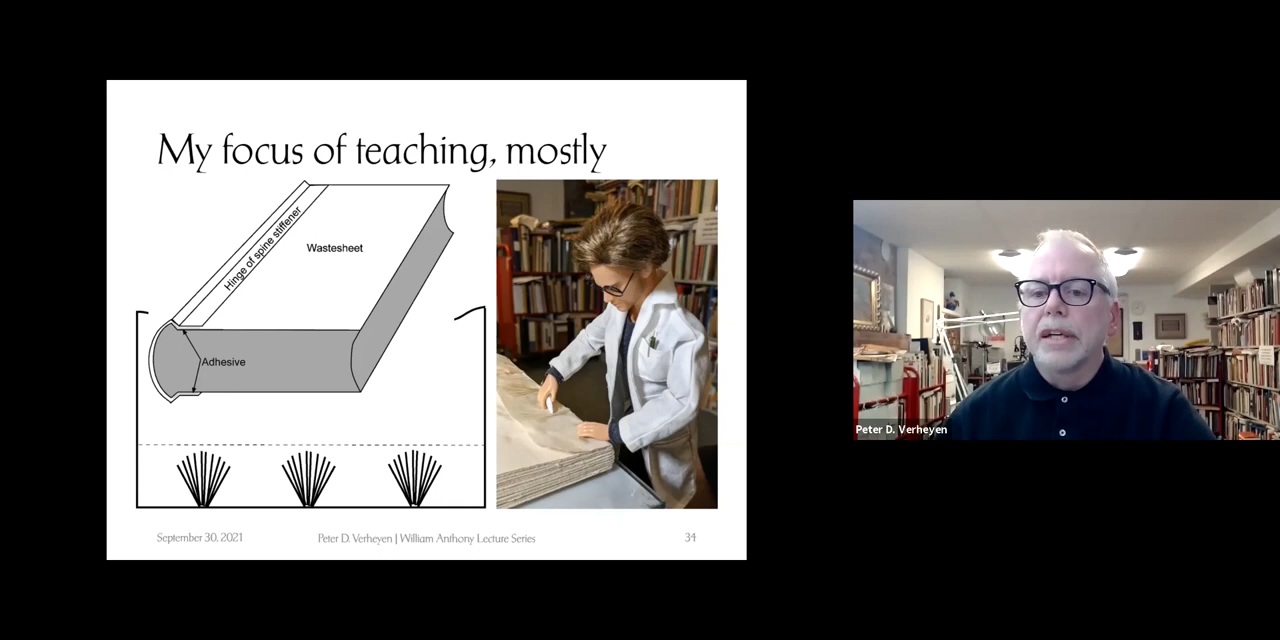 My focus of teaching, mostly
Hinge of spine stiffener
Wastesheet
Adhesive
September 30, 2021
Peter D. Verheyen | William Anthony Lecture Series
34
Peter D. Verheyen